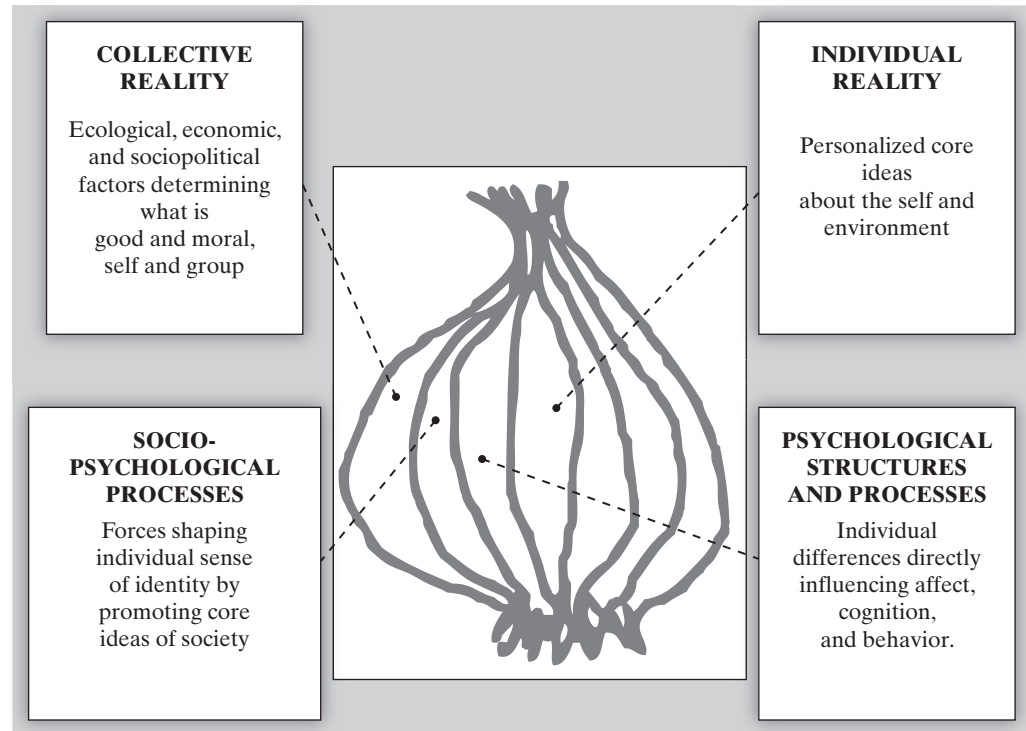 COLLECTIVE
REALITY
Ecological, economic,
and sociopolitical
factors determining
what is
good and moral,
self and group
INDIVIDUAL
REALITY
Personalized core
ideas
about the self and
environment
SOCIO-
PSYCHOLOGICAL
PROCESSES
Forces shaping
individual sense
of identity by
promoting core
ideas of society
PSYCHOLOGICAL
STRUCTURES
AND PROCESSES
Individual
differences directly
influencing affect,
cognition,
and behavior.